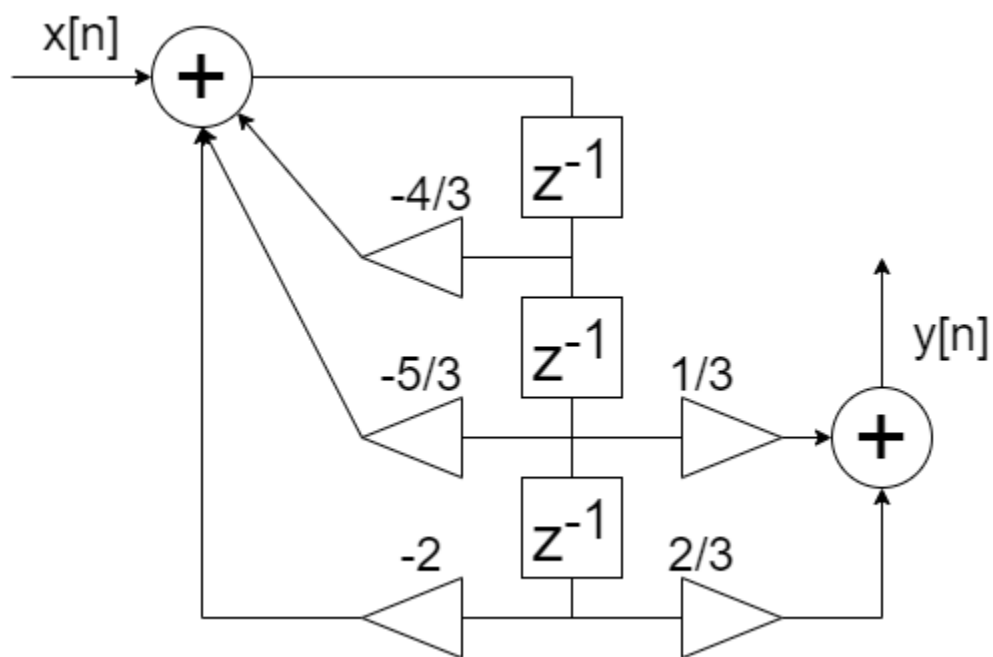 x[n]
+
z-1
-4/3
z-1
-5/3
1/3
y[n]
+
z-1
-2
2/3